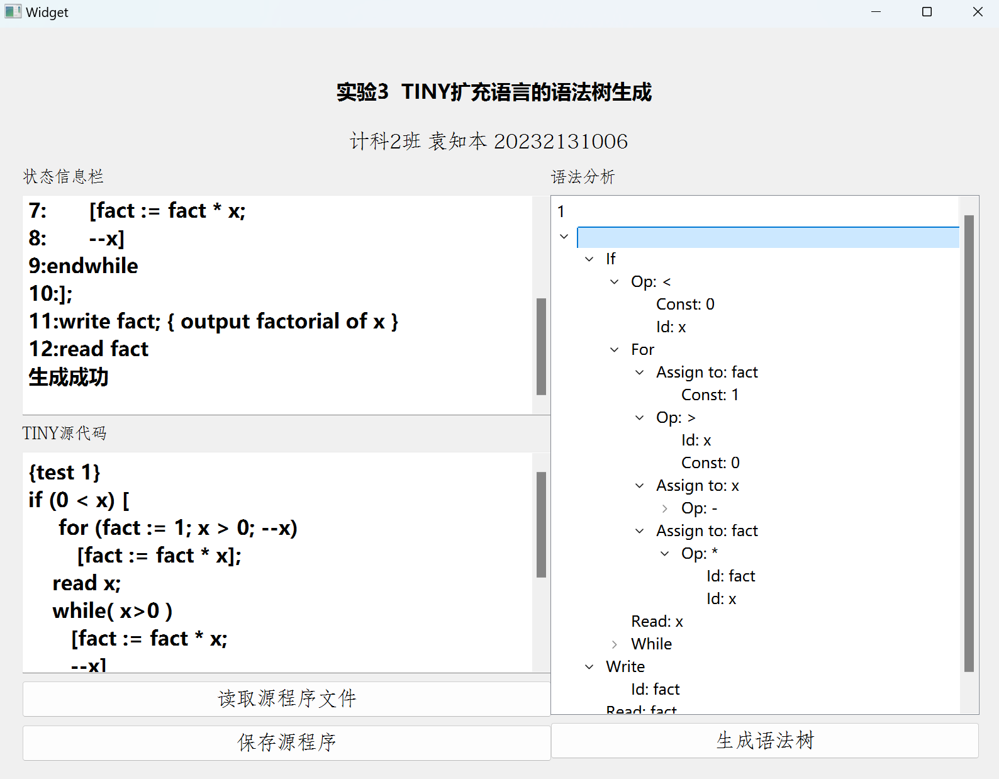 Widget
实验3  TINY扩充语言的语法树生成
计科2班 袁知本 20232131006
状态信息栏
7:        [fact := fact * x;
8:        --x]
9:endwhile
10:];
11:write fact; { output factorial of x }
12:read fact
生成成功
TINY源代码
{test 1}
if (0 < x) [
     for (fact := 1; x > 0; --x)
        [fact := fact * x];
    read x;
    while( x>0 )
       [fact := fact * x;
       --x]
读取源程序文件
保存源程序
语法分析
1
If
Op: <
Const: 0
Id: x
For
Assign to: fact
Const: 1
Op: >
Id: x
Const: 0
Assign to: x
Op: -
Assign to: fact
Op: *
Id: fact
Id: x
Read: x
While
Write
Id: fact
Read: fact
生成语法树